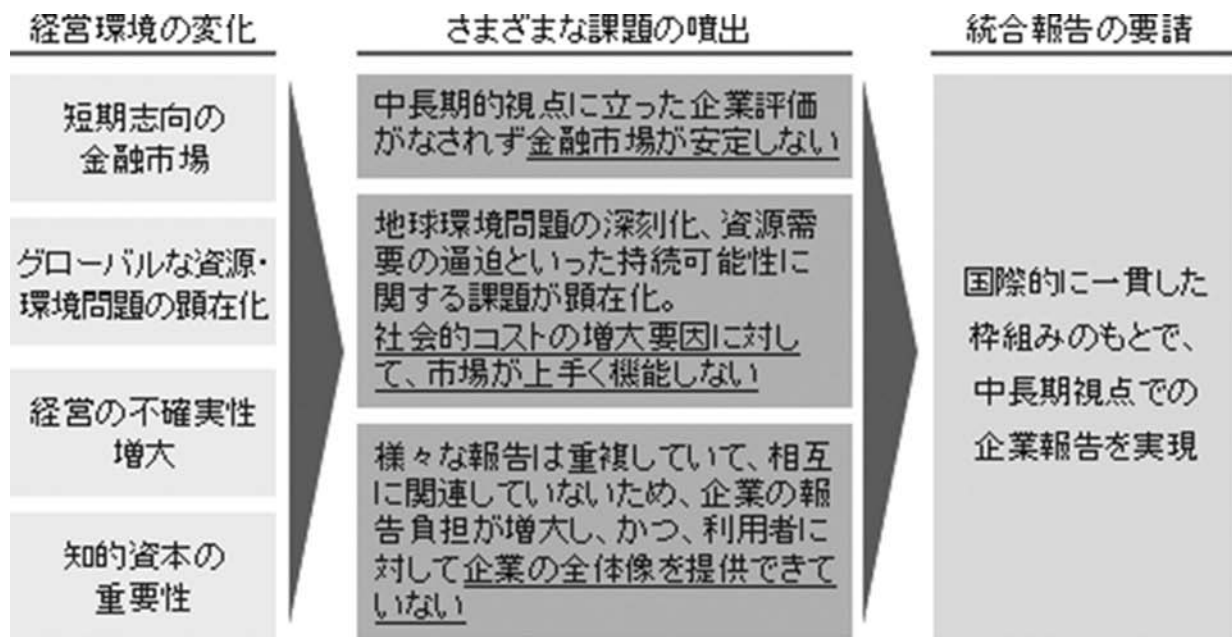 経営環境の変化
さまざまな課題の噴出
統合報告の要請
短期志向の
金融市場
グローバルな資源・
環境問題の顕在化
経営の不確実性
増大
知的資本の
重要性
中長期的視点に立った企業評価
がなされず金融市場が安定しない
地球環境問題の深刻化、資源需
要の逼迫といった持続可能性に
関する課題が顕在化。
社会的コストの増大要因に対し
て、市場が上手く機能しない
様々な報告は重複していて、相互
に関連していないため、企業の報
告負担が増大し、かつ、利用者に
対して企業の全体像を提供できて
いない
国際的に一貫した
枠組みのもとで、
中長期視点での
企業報告を実現